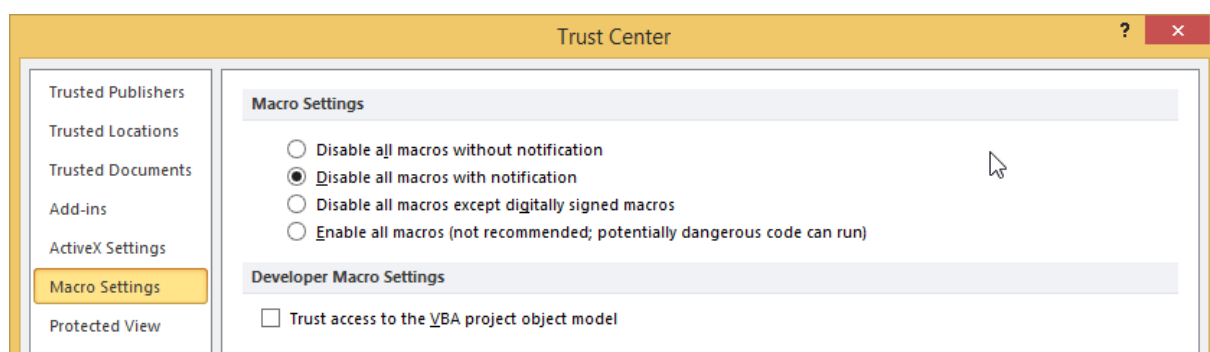 Trust Center
?
Trusted Publishers
Trusted Locations
Trusted Documents
Add-ins
ActiveX Settings
Macro Settings
Protected View
Macro Settings
Disable all macros without notification
Disable all macros with notification
Disable all macros except digitally signed macros
Enable all macros (not recommended; potentially dangerous code can run)
Developer Macro Settings
Trust access to the VBA project object model